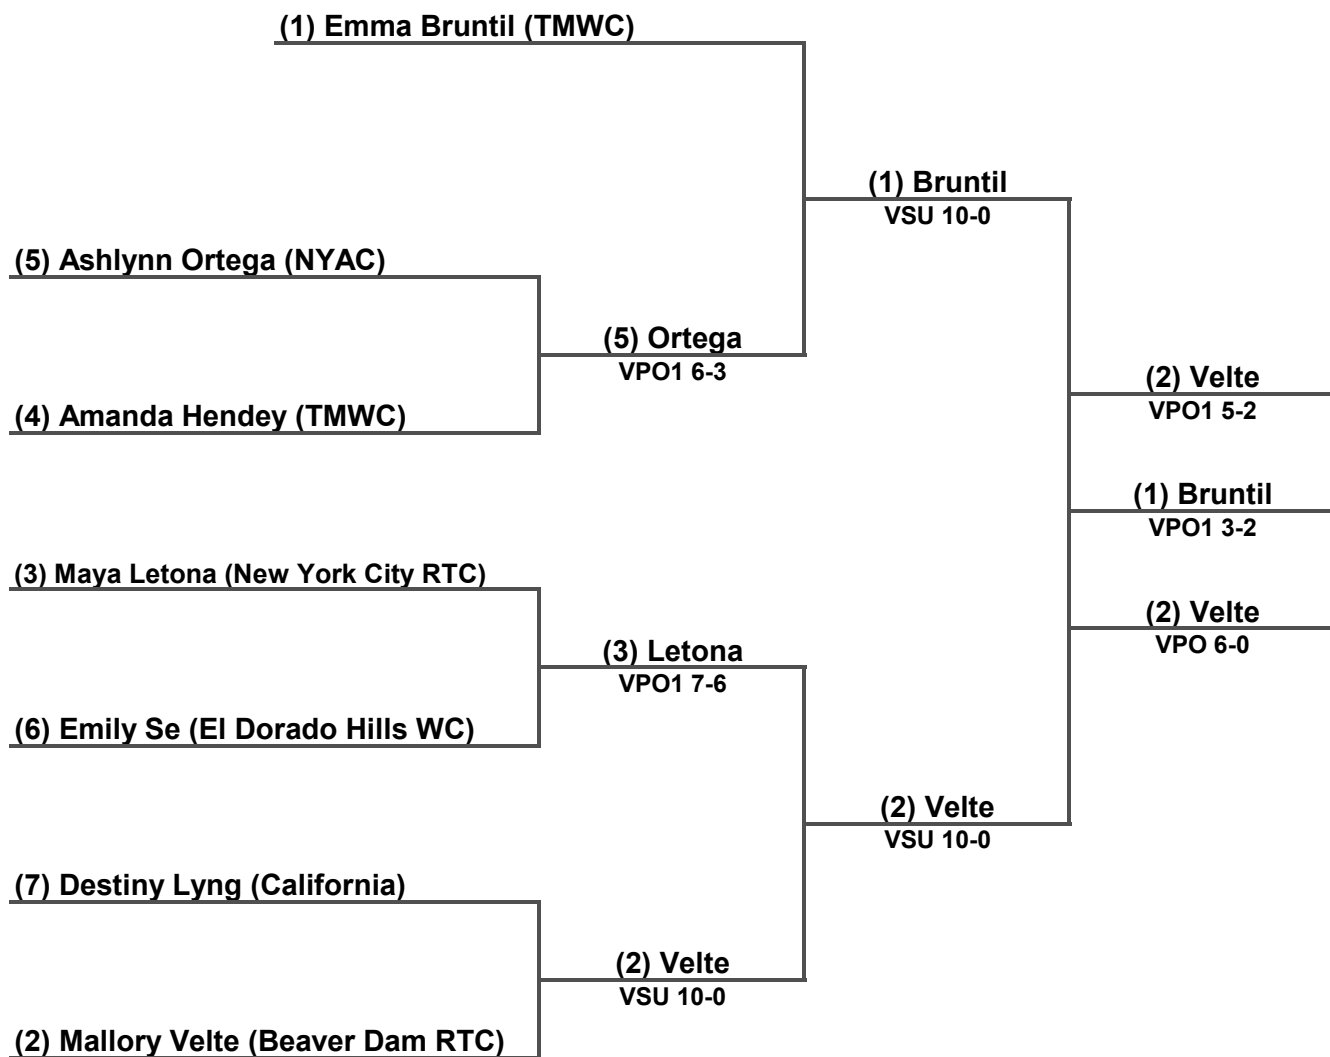 (1) Emma Bruntil (TMWC)
(1) Bruntil
VSU 10-0
(5) Ashlynn Ortega (NYAC)
(5) Ortega
VPO1 6-3
(4) Amanda Hendey (TMWC)
(2) Velte
VPO1 5-2
(1) Bruntil
VPO1 3-2
(2) Velte
VPO 6-0
(3) Maya Letona (New York City RTC)
(3) Letona
VPO1 7-6
(6) Emily Se (El Dorado Hills WC)
(2) Velte
VSU 10-0
(7) Destiny Lyng (California)
(2) Velte
VSU 10-0
(2) Mallory Velte (Beaver Dam RTC)